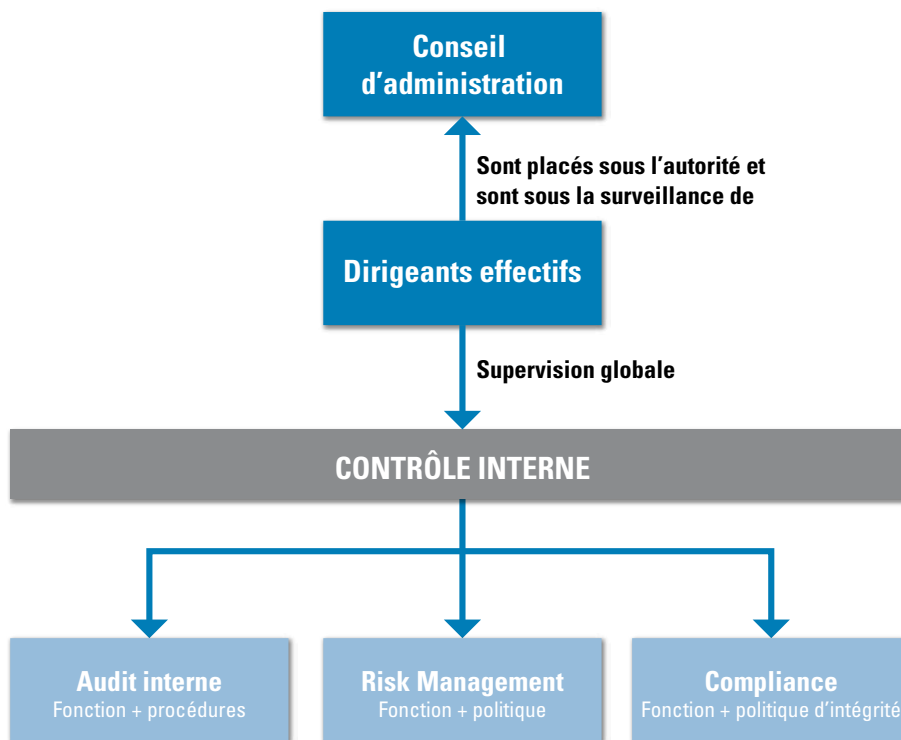 Conseil
d'administration
Sont placés sous l'autorité et
sont sous la surveillance de
Dirigeants effectifs
Supervision globale
CONTRÔLE INTERNE
Audit interne
Fonction + procédures
Risk Management
Fonction + politique
Compliance
Fonction + politique d'intégrité